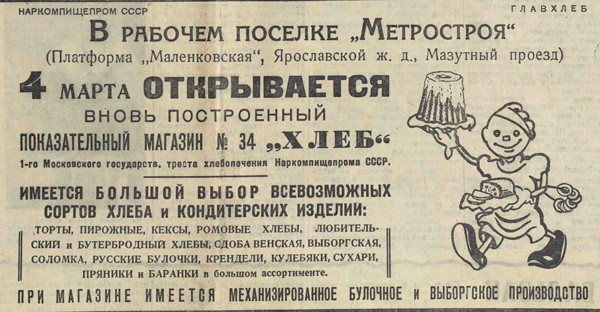 НАРКОМПИЩЕПРОМ СССР
ГЛАВХЛЕБ
В РАБОЧЕМ ПОСЕЛКЕ „МЕТРОСТРОЯ“
(Платформа „Маленковская“, Ярославской ж. д., Мазутный проезд)
4 МАРТА ОТКРЫВАЕТСЯ
ВНОВЬ ПОСТРОЕННЫЙ
ПОКАЗАТЕЛЬНЫЙ МАГАЗИН № 34 „ХЛЕБ“
1-го Московского государств. треста хлебопечения Наркомпищепрома СССР.
ИМЕЕТСЯ БОЛЬШОЙ ВЫБОР ВСЕВОЗМОЖНЫХ
СОРТОВ ХЛЕБА и КОНДИТЕРСКИХ ИЗДЕЛИЙ:
ТОРТЫ, ПИРОЖНЫЕ, КЕКСЫ, РОМОВЫЕ ХЛЕБЫ, ЛЮБИТЕЛЬ-
СКИЙ и БУТЕРБРОДНЫЙ ХЛЕБЫ, СДОБА ВЕНСКАЯ, ВЫБОРГСКАЯ,
СОЛОМКА, РУССКИЕ БУЛОЧКИ, КРЕНДЕЛИ, КУЛЕБЯКИ, СУХАРИ,
ПРЯНИКИ и БАРАНКИ в большом ассортименте.
ПРИ МАГАЗИНЕ ИМЕЕТСЯ МЕХАНИЗИРОВАННОЕ БУЛОЧНОЕ и ВЫБОРГСКОЕ ПРОИЗВОДСТВО